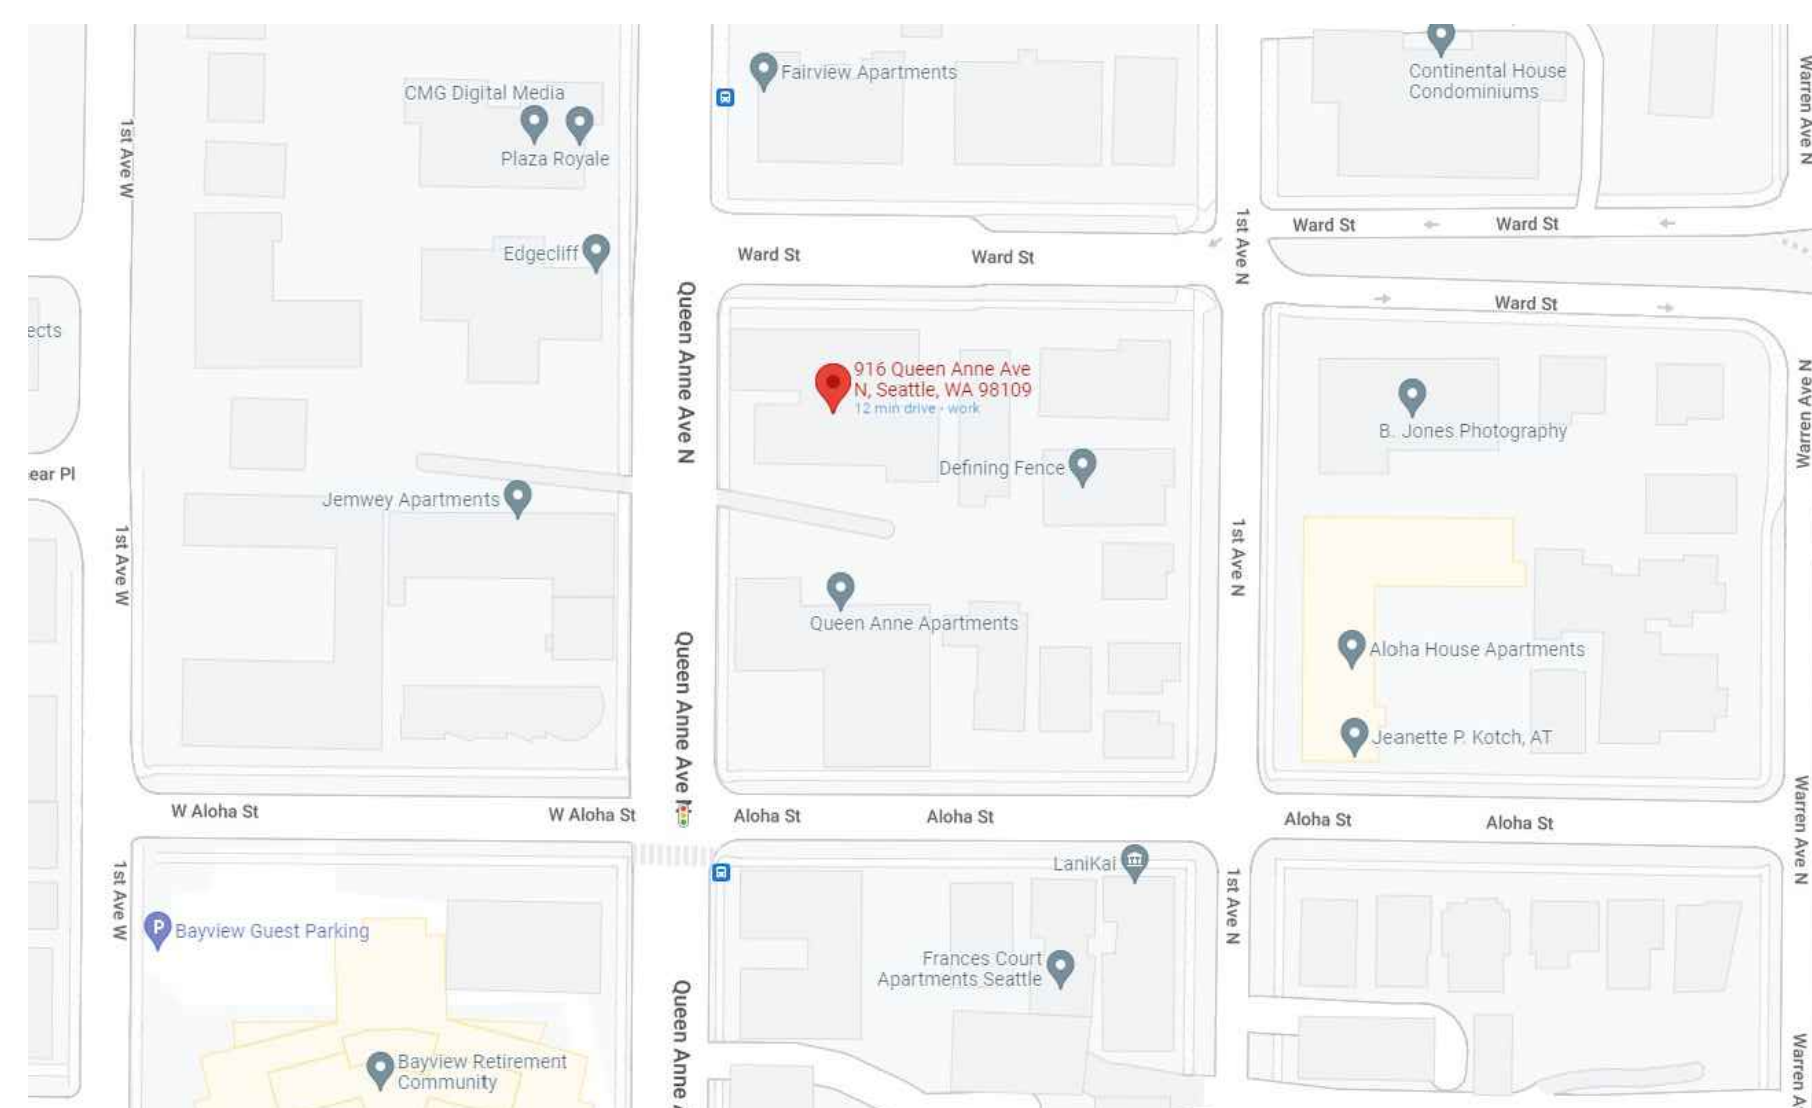 Fairview Apartments
Continental House
Condominiums
CMG Digital Media
Plaza Royale
1st Ave W
Warren Ave N
Edgecliff
Ward St
Ward St
1st Ave N
Ward St
Ward St
Ward St
ects
Queen Anne Ave N
916 Queen Anne Ave
N, Seattle, WA 98109
12 min drive - work
B. Jones Photography
Warren Ave N
ear Pl
Jemwey Apartments
Defining Fence
1st Ave W
1st Ave N
Queen Anne Apartments
Queen Anne Ave N
Aloha House Apartments
Jeanette P. Kotch, AT
W Aloha St
W Aloha St
Aloha St
Aloha St
Aloha St
Aloha St
Warren Ave N
LaniKai
1st Ave W
1st Ave N
P
Bayview Guest Parking
Frances Court
Apartments Seattle
Queen Anne
Bayview Retirement
Community
Warren